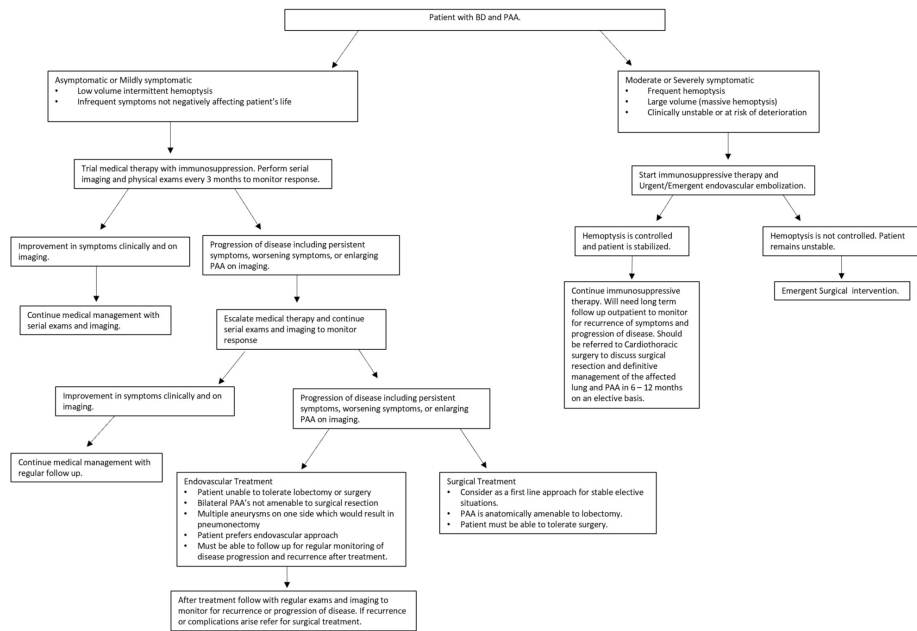 Patient with BD and PAA.
Asymptomatic or Mildly symptomatic
• Low volume intermittent hemoptysis
• Infrequent symptoms not negatively affecting patient's life
Moderate or Severely symptomatic
• Frequent hemoptysis
• Large volume (massive hemoptysis)
• Clinically unstable or at risk of deterioration
Trial medical therapy with immunosuppression. Perform serial
imaging and physical exams every 3 months to monitor response.
Start immunosuppressive therapy and
Urgent/Emergent endovascular embolization.
Improvement in symptoms clinically and on
imaging.
Progression of disease including persistent
symptoms, worsening symptoms, or enlarging
PAA on imaging.
Hemoptysis is controlled
and patient is stabilized.
Hemoptysis is not controlled. Patient
remains unstable.
Continue medical management with
serial exams and imaging.
Escalate medical therapy and continue
serial exams and imaging to monitor
response
Continue immunosuppressive
therapy. Will need long term
follow up outpatient to monitor
for recurrence of symptoms and
progression of disease. Should
be referred to Cardiothoracic
surgery to discuss surgical
resection and definitive
management of the affected
lung and PAA in 6 – 12 months
on an elective basis.
Emergent Surgical intervention.
Improvement in symptoms clinically and on
imaging.
Progression of disease including persistent
symptoms, worsening symptoms, or enlarging
PAA on imaging.
Continue medical management with
regular follow up.
Endovascular Treatment
• Patient unable to tolerate lobectomy or surgery
• Bilateral PAA's not amenable to surgical resection
• Multiple aneurysms on one side which would result in
pneumonectomy
• Patient prefers endovascular approach
• Must be able to follow up for regular monitoring of
disease progression and recurrence after treatment.
Surgical Treatment
• Consider as a first line approach for stable elective
situations.
• PAA is anatomically amenable to lobectomy.
• Patient must be able to tolerate surgery.
After treatment follow with regular exams and imaging to
monitor for recurrence or progression of disease. If recurrence
or complications arise refer for surgical treatment.